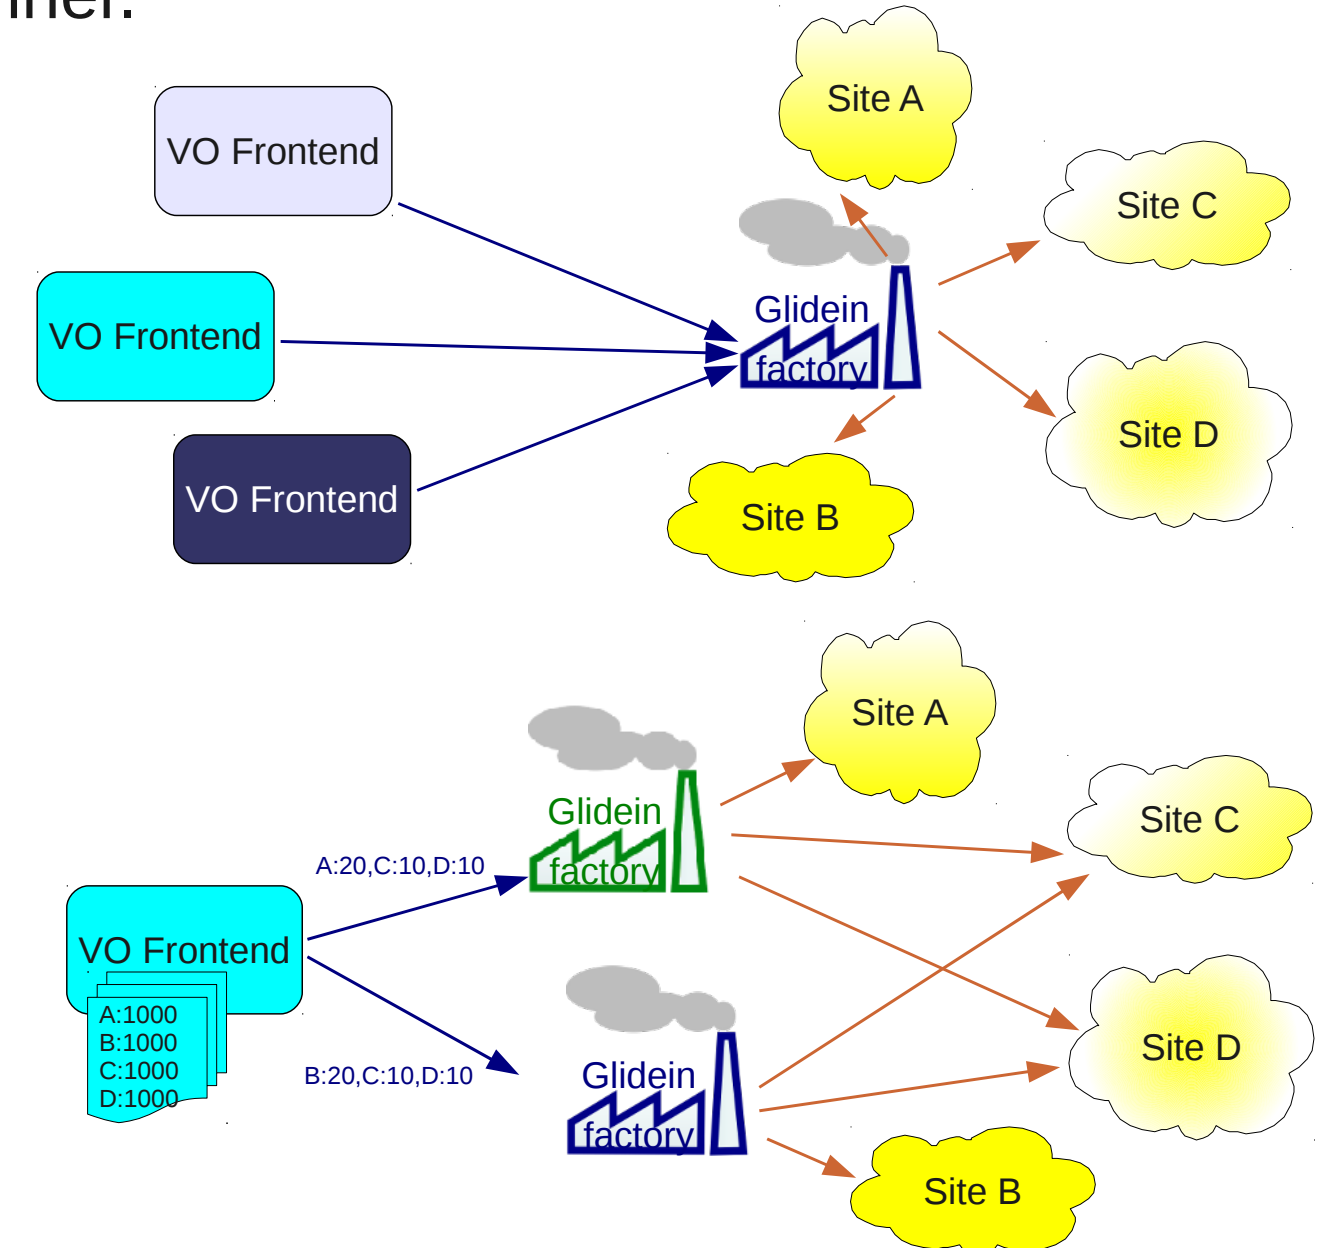 VO Frontend
Site A
Site C
VO Frontend
Glidein
factory
Site D
VO Frontend
Site B
Site A
Glidein
factory
Site C
A:20,C:10,D:10
VO Frontend
A:1000
B:1000
C:1000
D:1000
B:20,C:10,D:10
Glidein
factory
Site D
Site B